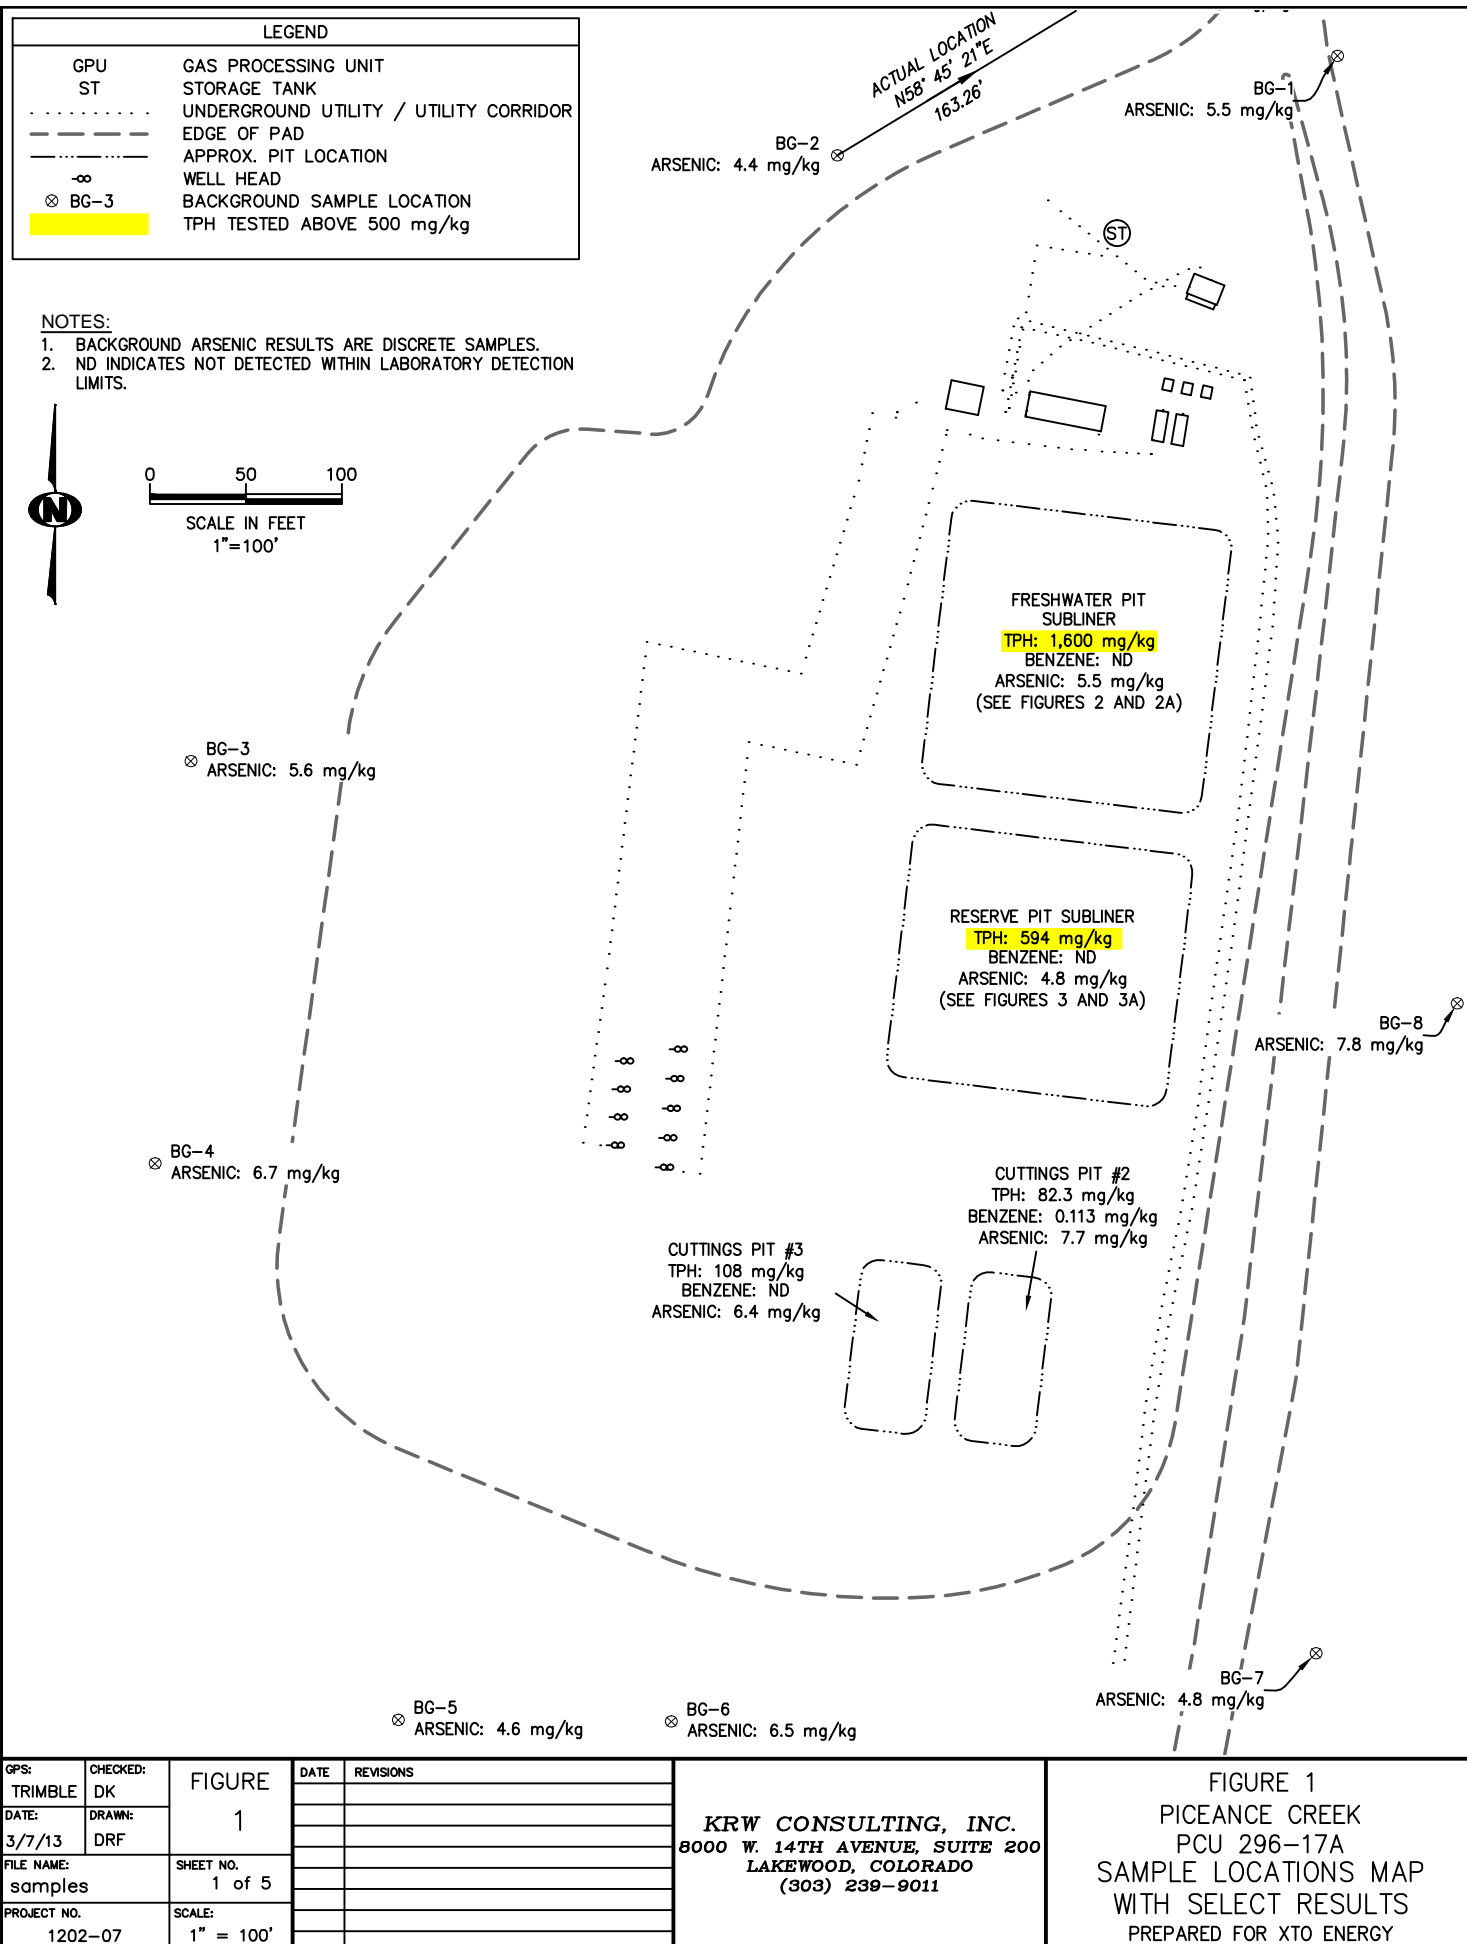 LEGEND
GPU GAS PROCESSING UNIT
ST STORAGE TANK
UNDERGROUND UTILITY / UTILITY CORRIDOR
EDGE OF PAD
APPROX. PIT LOCATION
WELL HEAD
BG-3 BACKGROUND SAMPLE LOCATION
TPH TESTED ABOVE 500 mg/kg
NOTES:
1. BACKGROUND ARSENIC RESULTS ARE DISCRETE SAMPLES.
2. ND INDICATES NOT DETECTED WITHIN LABORATORY DETECTION
LIMITS.
N
0 50 100
SCALE IN FEET
1"=100'
ACTUAL LOCATION
N58° 45' 21"E
163.26'
BG-1
ARSENIC: 5.5 mg/kg
BG-2
ARSENIC: 4.4 mg/kg
ST
FRESHWATER PIT
SUBLINER
TPH: 1,600 mg/kg
BENZENE: ND
ARSENIC: 5.5 mg/kg
(SEE FIGURES 2 AND 2A)
BG-3
ARSENIC: 5.6 mg/kg
RESERVE PIT SUBLINER
TPH: 594 mg/kg
BENZENE: ND
ARSENIC: 4.8 mg/kg
(SEE FIGURES 3 AND 3A)
BG-8
ARSENIC: 7.8 mg/kg
BG-4
ARSENIC: 6.7 mg/kg
CUTTINGS PIT #2
TPH: 82.3 mg/kg
BENZENE: 0.113 mg/kg
ARSENIC: 7.7 mg/kg
CUTTINGS PIT #3
TPH: 108 mg/kg
BENZENE: ND
ARSENIC: 6.4 mg/kg
BG-7
ARSENIC: 4.8 mg/kg
BG-5
ARSENIC: 4.6 mg/kg
BG-6
ARSENIC: 6.5 mg/kg
GPS:
TRIMBLE
CHECKED:
DK
DATE:
3/7/13
DRAWN:
DRF
FILE NAME:
samples
PROJECT NO.
1202-07
FIGURE
1
SHEET NO.
1 of 5
SCALE:
1" = 100'
DATE REVISIONS
KRW CONSULTING, INC.
8000 W. 14TH AVENUE, SUITE 200
LAKEWOOD, COLORADO
(303) 239-9011
FIGURE 1
PICEANCE CREEK
PCU 296-17A
SAMPLE LOCATIONS MAP
WITH SELECT RESULTS
PREPARED FOR XTO ENERGY